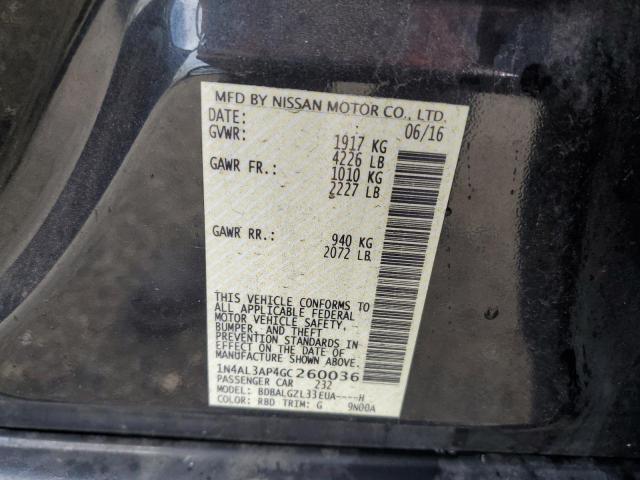 MFD BY NISSAN MOTOR CO., LTD.
DATE: 06/16
GVWR: 1917 KG
4226 LB
GAWR FR.: 1010 KG
2227 LB
GAWR RR.: 940 KG
2072 LB
THIS VEHICLE CONFORMS TO
ALL APPLICABLE FEDERAL
MOTOR VEHICLE SAFETY,
BUMPER, AND THEFT
PREVENTION STANDARDS IN
EFFECT ON THE DATE OF
MANUFACTURE SHOWN ABOVE.
1N4AL3AP4GC260036
PASSENGER CAR 232
MODEL: BDBALGZL33EUA----H
COLOR: RBD TRIM: G 9N00A